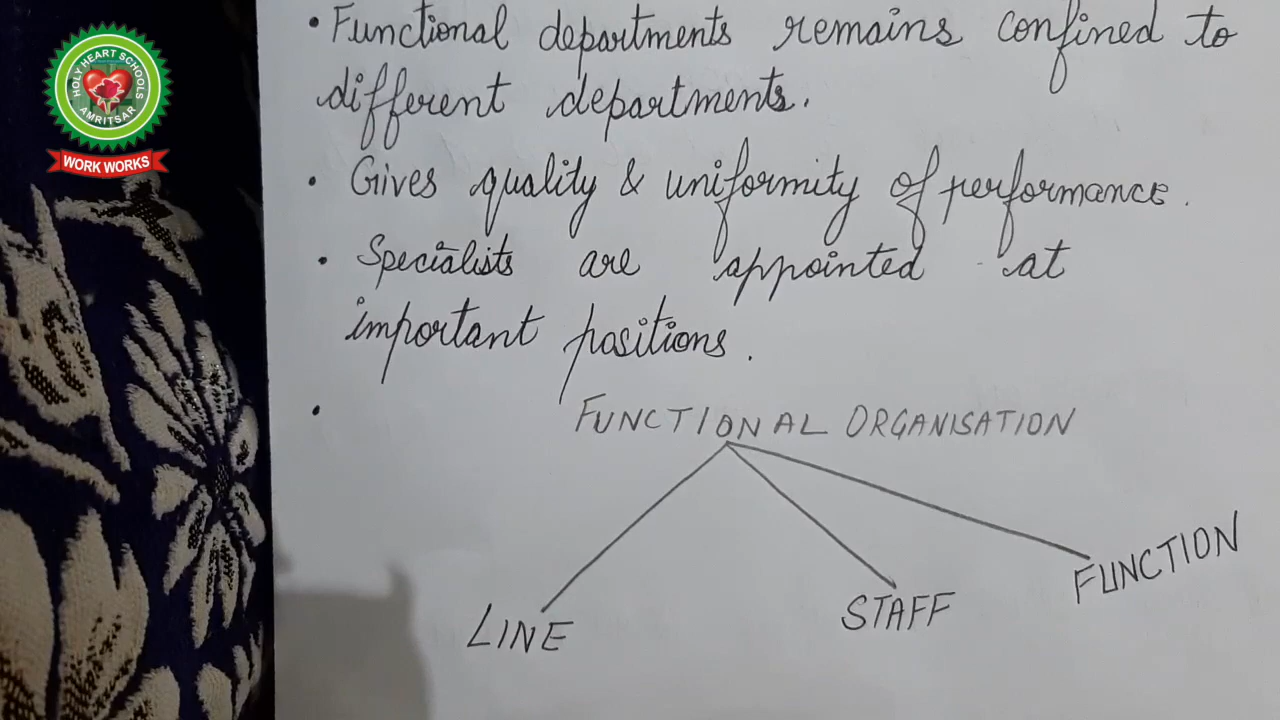 HOLY HEART SCHOOLS
AMRITSAR
WORK WORKS
• Functional departments remains confined to
different departments.
• Gives quality & uniformity of performance.
• Specialists are appointed at
important positions.
• FUNCTIONAL ORGANISATION
LINE STAFF FUNCTION